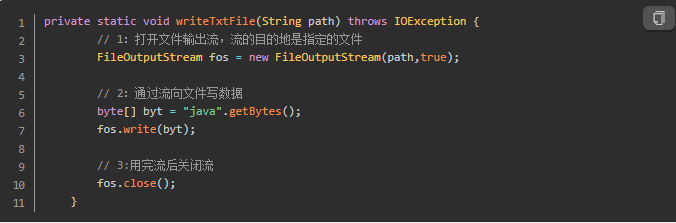 1 private static void writeTxtFile(String path) throws IOException {
2 // 1: 打开文件输出流，流的目的地是指定的文件
3 FileOutputStream fos = new FileOutputStream(path,true);
4
5 // 2: 通过流向文件写数据
6 byte[] byt = "java".getBytes();
7 fos.write(byt);
8
9 // 3:用完流后关闭流
10 fos.close();
11 }